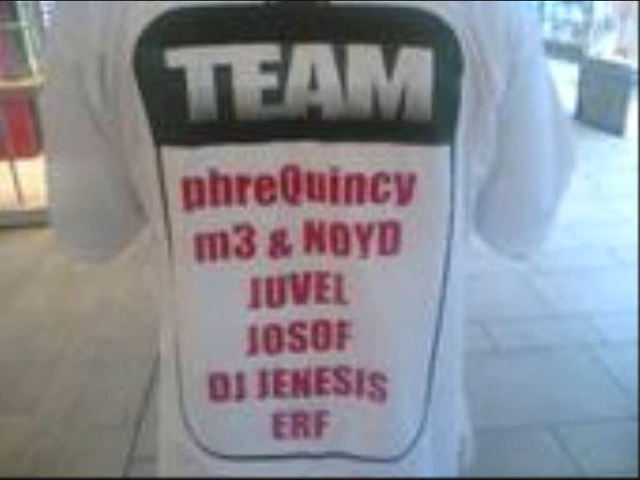 TEAM
phreQuincy
m3 & NOYD
JUVEL
JOSOF
DJ JENESIS
ERF